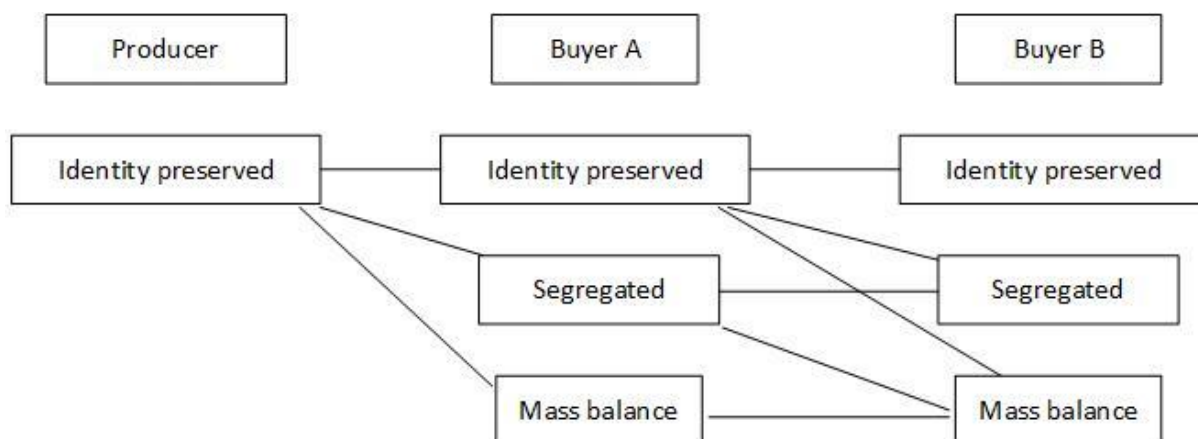 Producer
Buyer A
Buyer B
Identity preserved
Identity preserved
Identity preserved
Segregated
Segregated
Mass balance
Mass balance